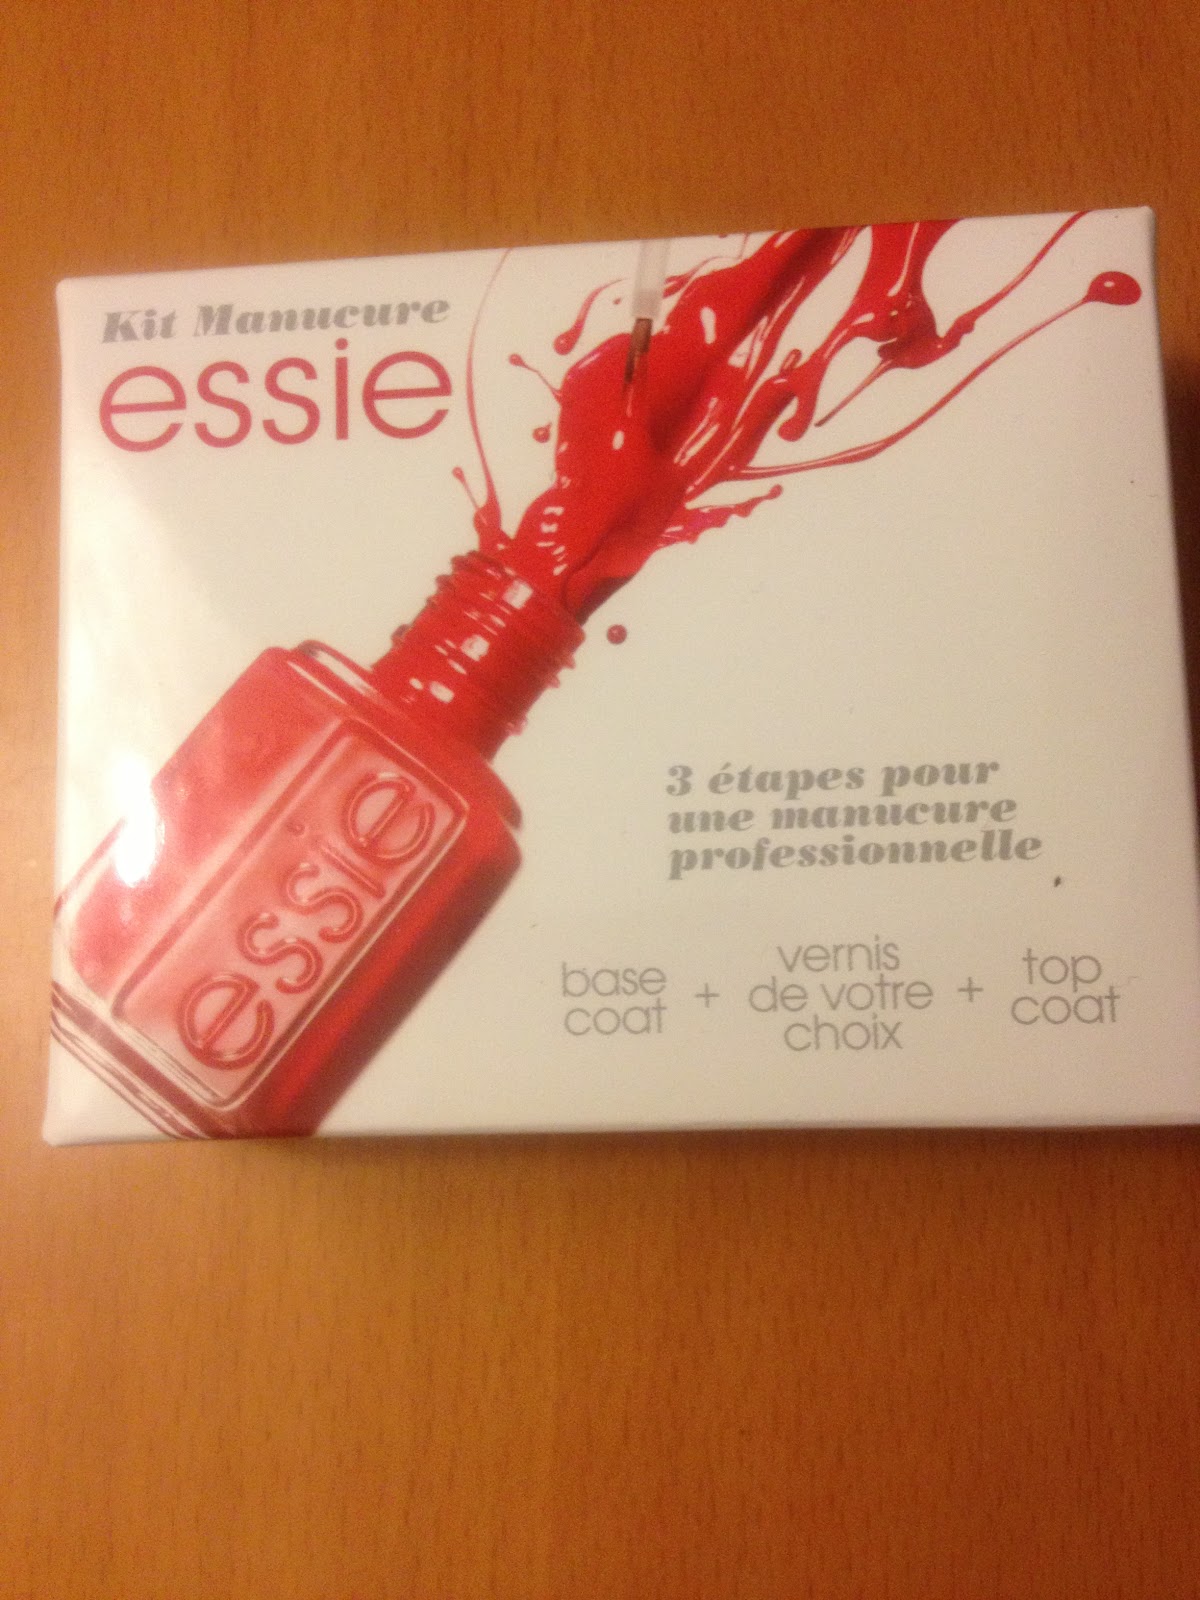 Kit Manucure
essie
essie
3 étapes pour
une manucure
professionnelle
base
coat
+
vernis
de votre
choix
+
top
coat